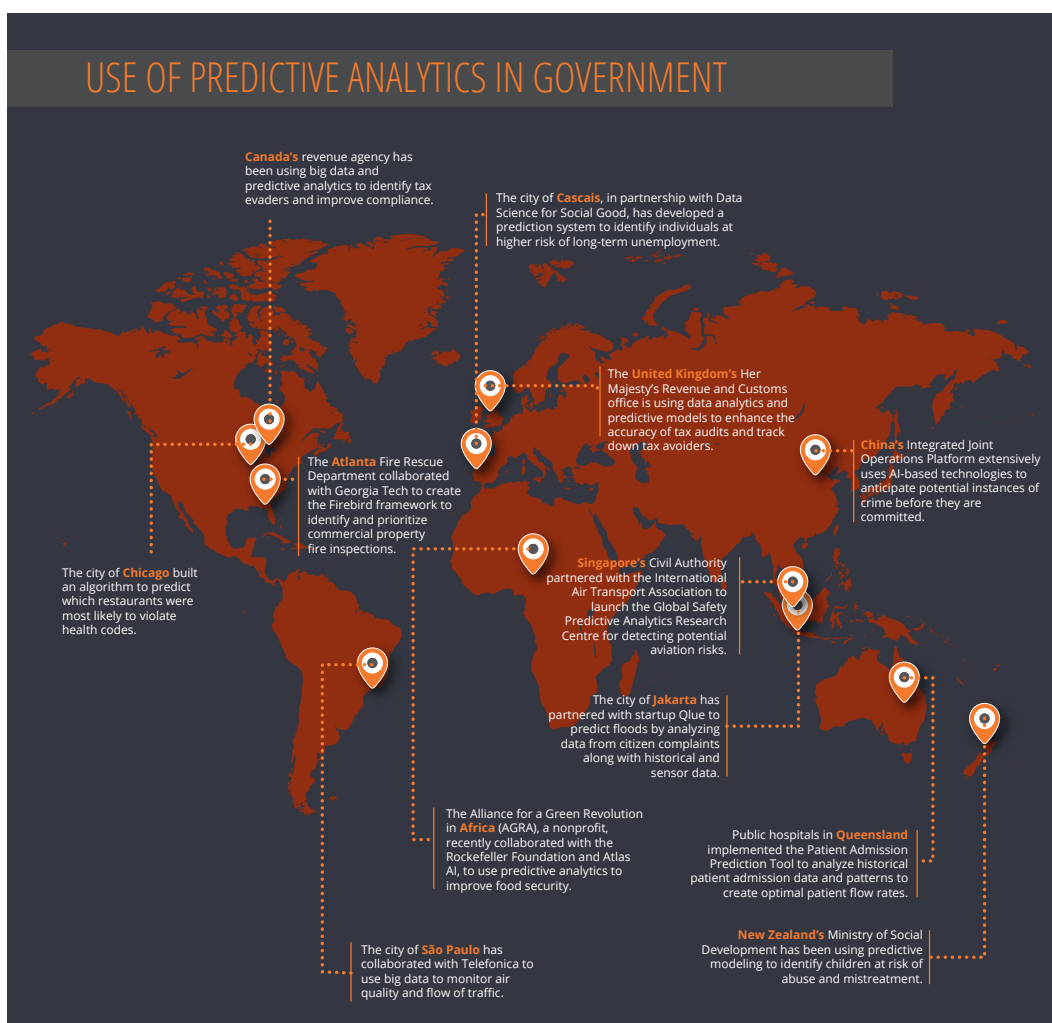 USE OF PREDICTIVE ANALYTICS IN GOVERNMENT
Canada's revenue agency has
been using big data and
predictive analytics to identify tax
evaders and improve compliance.
The city of Cascais, in partnership with Data
Science for Social Good, has developed a
prediction system to identify individuals at
higher risk of long-term unemployment.
The United Kingdom's Her
Majesty's Revenue and Customs
office is using data analytics and
predictive models to enhance the
accuracy of tax audits and track
down tax avoiders.
China's Integrated Joint
Operations Platform extensively
uses AI-based technologies to
anticipate potential instances of
crime before they are
committed.
The Atlanta Fire Rescue
Department collaborated
with Georgia Tech to create
the Firebird framework to
identify and prioritize
commercial property
fire inspections.
The city of Chicago built
an algorithm to predict
which restaurants were
most likely to violate
health codes.
Singapore's Civil Authority
partnered with the International
Air Transport Association to
launch the Global Safety
Predictive Analytics Research
Centre for detecting potential
aviation risks.
The city of Jakarta has
partnered with startup Qlue to
predict floods by analyzing
data from citizen complaints
along with historical and
sensor data.
The Alliance for a Green Revolution
in Africa (AGRA), a nonprofit,
recently collaborated with the
Rockefeller Foundation and Atlas
AI, to use predictive analytics to
improve food security.
Public hospitals in Queensland
implemented the Patient Admission
Prediction Tool to analyze historical
patient admission data and patterns to
create optimal patient flow rates.
The city of São Paulo has
collaborated with Telefonica to
use big data to monitor air
quality and flow of traffic.
New Zealand's Ministry of Social
Development has been using predictive
modeling to identify children at risk of
abuse and mistreatment.